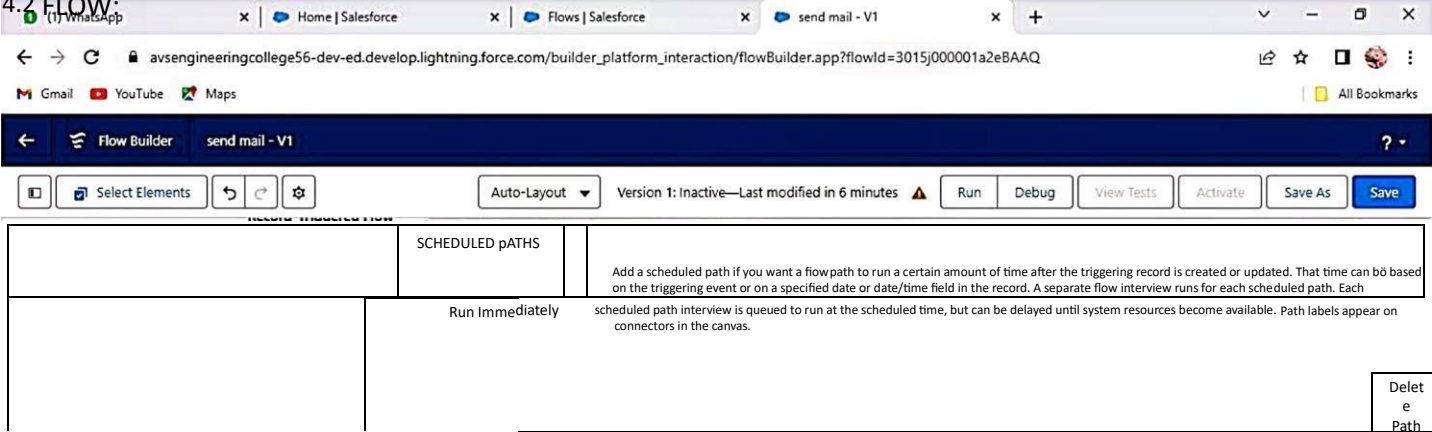 4.2 FLOW:
(1) WhatsApp
Home | Salesforce
Flows | Salesforce
send mail - V1
avsengineeringcollege56-dev-ed.develop.lightning.force.com/builder_platform_interaction/flowBuilder.app?flowId=3015j000001a2eBAAQ
Gmail YouTube Maps All Bookmarks
Flow Builder send mail - V1 ?
Select Elements Auto-Layout Version 1: Inactive—Last modified in 6 minutes Run Debug View Tests Activate Save As Save
Record-Triggered Flow
SCHEDULED pATHS
Add a scheduled path if you want a fiowpath to run a certain amount of time after the triggering record is created or updated. That time can bö based
on the triggering event or on a specified date or date/time field in the record. A separate flow interview runs for each scheduled path. Each
Run Immediately
scheduled path interview is queued to run at the scheduled time, but can be delayed until system resources become available. Path labels appear on
connectors in the canvas.
Delet
e
Path